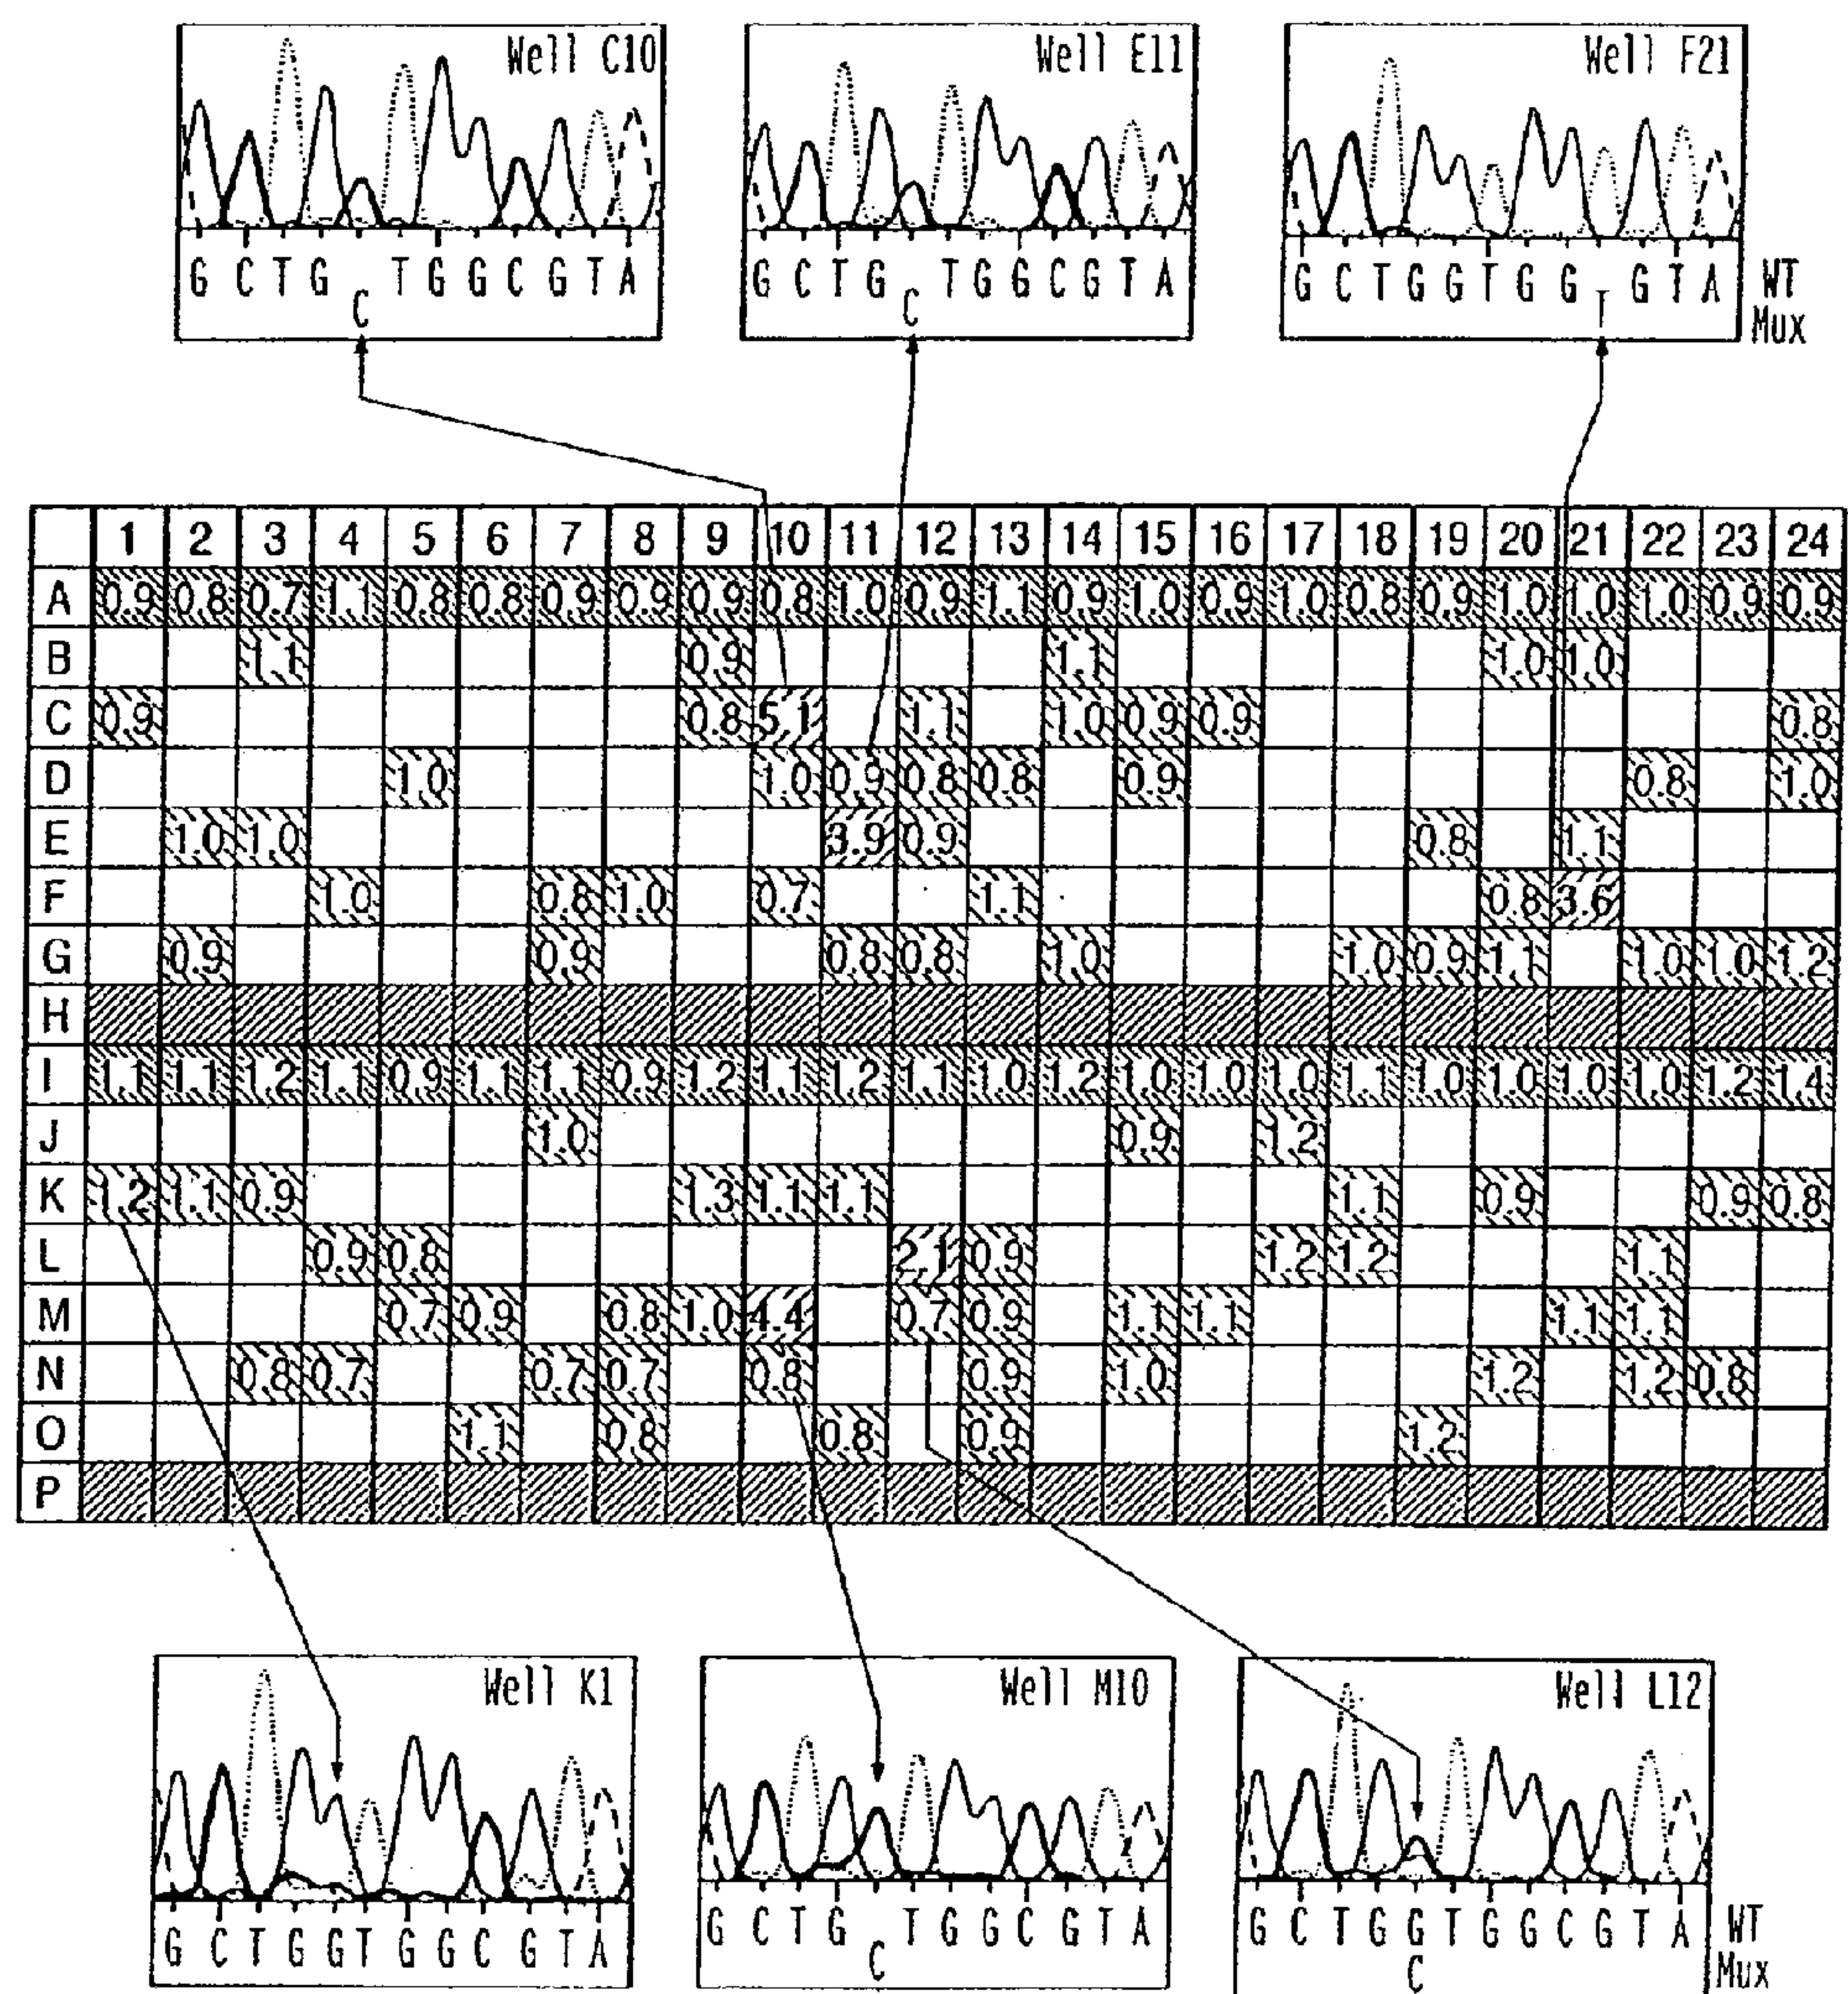 Well C10
G C T G T G G C G T A
C
Well E11
G C T G T G G C G T A
C
Well F21
G C T G G T G G G T A
T
WT
Mux
1 2 3 4 5 6 7 8 9 10 11 12 13 14 15 16 17 18 19 20 21 22 23 24
A 0.9 0.8 0.7 1.1 0.8 0.8 0.9 0.9 0.9 0.8 1.0 0.9 1.1 0.9 1.0 0.9 1.0 0.8 0.9 1.0 1.0 1.0 0.9 0.9
B 1.1 0.9 1.1 1.0 1.0
C 0.9 0.8 5.1 1.1 1.0 0.9 0.9 0.8
D 1.0 1.0 0.9 0.8 0.8 0.9 0.8 1.0
E 1.0 1.0 3.9 0.9 0.8 1.1
F 1.0 0.8 1.0 0.7 1.1 0.8 3.6
G 0.9 0.9 0.8 0.8 1.0 1.0 0.9 1.1 1.0 1.0 1.2
H
I 1.1 1.1 1.2 1.1 0.9 1.1 1.1 0.9 1.2 1.1 1.2 1.1 1.0 1.2 1.0 1.0 1.0 1.1 1.0 1.0 1.0 1.0 1.2 1.4
J 1.0 0.9 1.2
K 1.2 1.1 0.9 1.3 1.1 1.1 1.1 0.9 0.9 0.8
L 0.9 0.8 2.1 0.9 1.2 1.2 1.1
M 0.7 0.9 0.8 1.0 4.4 0.7 0.9 1.1 1.1 1.1 1.1
N 0.8 0.7 0.7 0.7 0.8 0.9 1.0 1.2 1.2 0.8
O 1.1 0.8 0.8 0.9 1.2
P
Well K1
G C T G G T G G C G T A
Well M10
G C T G T G G C G T A
C
Well L12
G C T G G T G G C G T A
C
WT
Mux